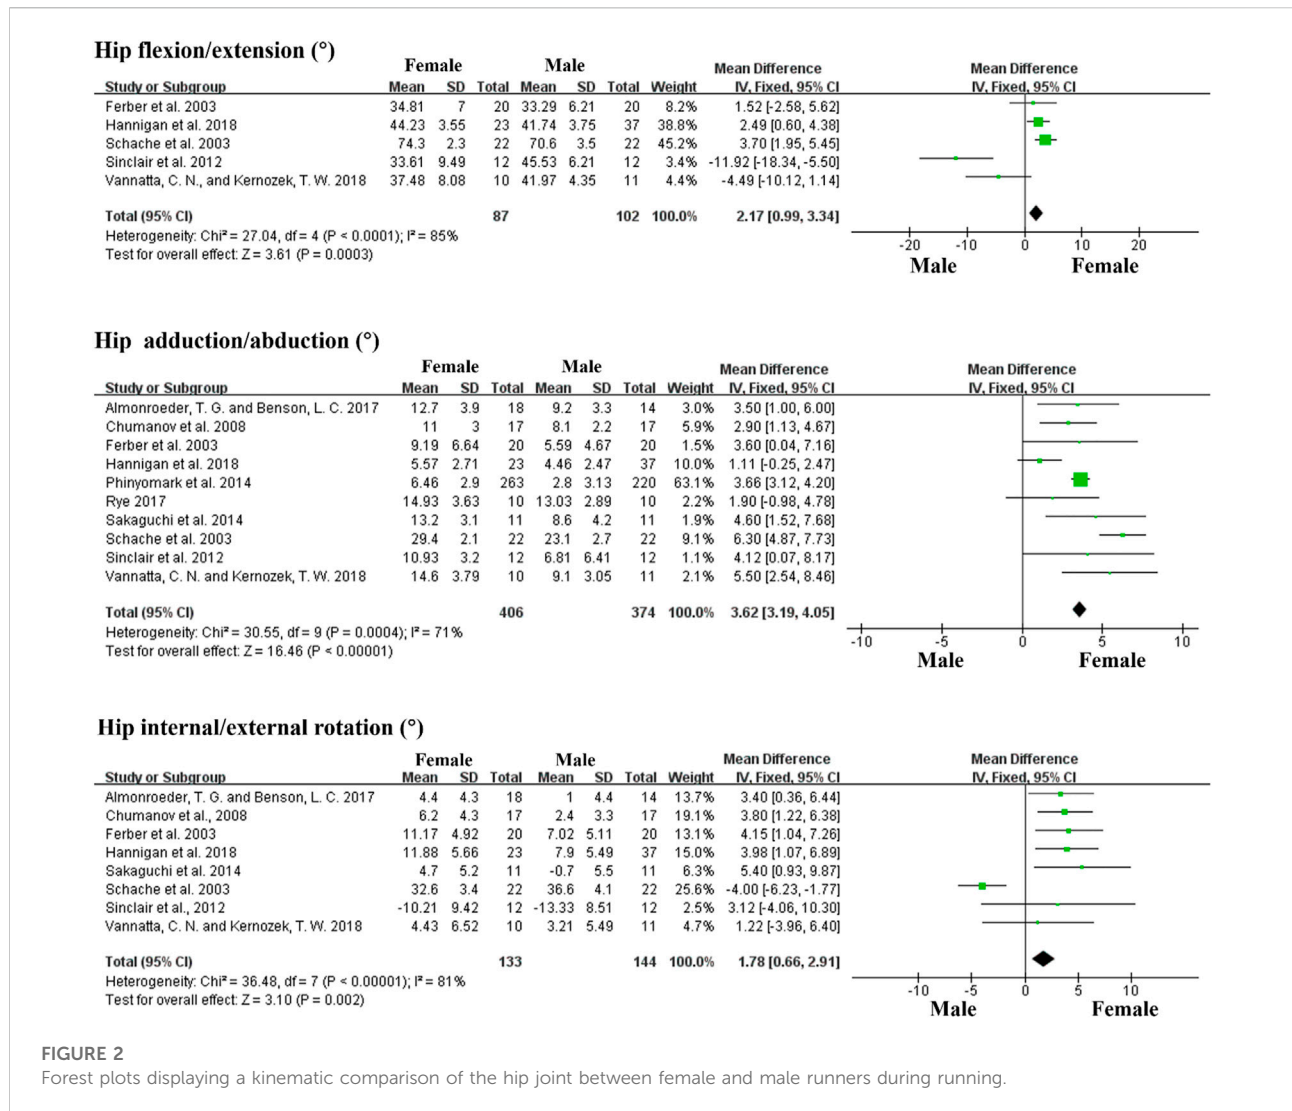 Hip flexion/extension (°)
Female Male Mean Difference Mean Difference
Study or Subgroup Mean SD Total Mean SD Total Weight IV, Fixed, 95% CI IV, Fixed, 95% CI
Ferber et al. 2003 34.81 7 20 33.29 6.21 20 8.2% 1.52 [-2.58, 5.62]
Hannigan et al. 2018 44.23 3.55 23 41.74 3.75 37 38.8% 2.49 [0.60, 4.38]
Schache et al. 2003 74.3 2.3 22 70.6 3.5 22 45.2% 3.70 [1.95, 5.45]
Sinclair et al. 2012 33.61 9.49 12 45.53 6.21 12 3.4% -11.92 [-18.34, -5.50]
Vannatta, C. N., and Kernozek, T. W. 2018 37.48 8.08 10 41.97 4.35 11 4.4% -4.49 [-10.12, 1.14]
Total (95% CI) 87 102 100.0% 2.17 [0.99, 3.34]
Heterogeneity: Chi² = 27.04, df = 4 (P < 0.0001); I² = 85%
Test for overall effect: Z = 3.61 (P = 0.0003)
-20 -10 0 10 20
Male Female
Hip adduction/abduction (°)
Female Male Mean Difference Mean Difference
Study or Subgroup Mean SD Total Mean SD Total Weight IV, Fixed, 95% CI IV, Fixed, 95% CI
Almonroeder, T. G. and Benson, L. C. 2017 12.7 3.9 18 9.2 3.3 14 3.0% 3.50 [1.00, 6.00]
Chumanov et al. 2008 11 3 17 8.1 2.2 17 5.9% 2.90 [1.13, 4.67]
Ferber et al. 2003 9.19 6.64 20 5.59 4.67 20 1.5% 3.60 [0.04, 7.16]
Hannigan et al. 2018 5.57 2.71 23 4.46 2.47 37 10.0% 1.11 [-0.25, 2.47]
Phinyomark et al. 2014 6.46 2.9 263 2.8 3.13 220 63.1% 3.66 [3.12, 4.20]
Rye 2017 14.93 3.63 10 13.03 2.89 10 2.2% 1.90 [-0.98, 4.78]
Sakaguchi et al. 2014 13.2 3.1 11 8.6 4.2 11 1.9% 4.60 [1.52, 7.68]
Schache et al. 2003 29.4 2.1 22 23.1 2.7 22 9.1% 6.30 [4.87, 7.73]
Sinclair et al. 2012 10.93 3.2 12 6.81 6.41 12 1.1% 4.12 [0.07, 8.17]
Vannatta, C. N. and Kernozek, T. W. 2018 14.6 3.79 10 9.1 3.05 11 2.1% 5.50 [2.54, 8.46]
Total (95% CI) 406 374 100.0% 3.62 [3.19, 4.05]
Heterogeneity: Chi² = 30.55, df = 9 (P = 0.0004); I² = 71%
Test for overall effect: Z = 16.46 (P < 0.00001)
-5 0 5 10
Male Female
Hip internal/external rotation (°)
Female Male Mean Difference Mean Difference
Study or Subgroup Mean SD Total Mean SD Total Weight IV, Fixed, 95% CI IV, Fixed, 95% CI
Almonroeder, T. G. and Benson, L. C. 2017 4.4 4.3 18 1 4.4 14 13.7% 3.40 [0.36, 6.44]
Chumanov et al., 2008 6.2 4.3 17 2.4 3.3 17 19.1% 3.80 [1.22, 6.38]
Ferber et al. 2003 11.17 4.92 20 7.02 5.11 20 13.1% 4.15 [1.04, 7.26]
Hannigan et al. 2018 11.88 5.66 23 7.9 5.49 37 15.0% 3.98 [1.07, 6.89]
Sakaguchi et al. 2014 4.7 5.2 11 -0.7 5.5 11 6.3% 5.40 [0.93, 9.87]
Schache et al. 2003 32.6 3.4 22 36.6 4.1 22 25.6% -4.00 [-6.23, -1.77]
Sinclair et al., 2012 -10.21 9.42 12 -13.33 8.51 12 2.5% 3.12 [-4.06, 10.30]
Vannatta, C. N. and Kernozek, T. W. 2018 4.43 6.52 10 3.21 5.49 11 4.7% 1.22 [-3.96, 6.40]
Total (95% CI) 133 144 100.0% 1.78 [0.66, 2.91]
Heterogeneity: Chi² = 36.48, df = 7 (P < 0.00001); I² = 81%
Test for overall effect: Z = 3.10 (P = 0.002)
-10 -5 0 5 10
Male Female
FIGURE 2
Forest plots displaying a kinematic comparison of the hip joint between female and male runners during running.